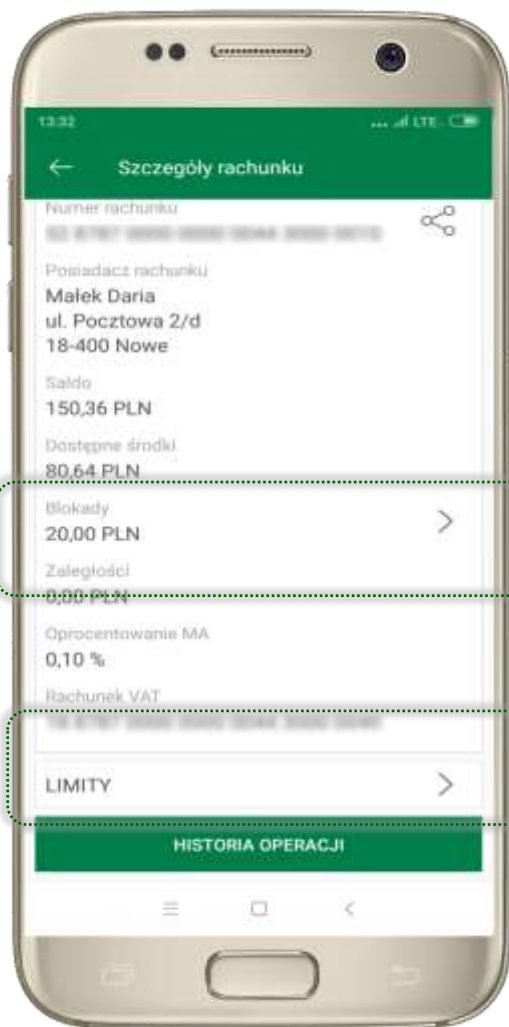 13:32
LTE
Szczegóły rachunku
Numer rachunku
Posiadacz rachunku
Małek Daria
ul. Pocztowa 2/d
18-400 Nowe
Saldo
150,36 PLN
Dostępne środki
80,64 PLN
Blokady
20,00 PLN
Zaległości
0,00 PLN
Oprocentowanie MA
0,10 %
Rachunek VAT
LIMITY
HISTORIA OPERACJI